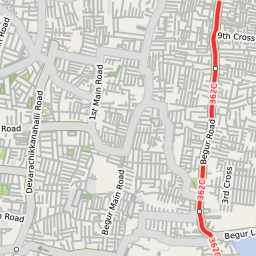 9th Cross
362C
1st Main Road
Devarachikkanahalli Road
Road
Begur Road
3rd Cross
362C
Begur Main Road
n Road
362C
Begur L